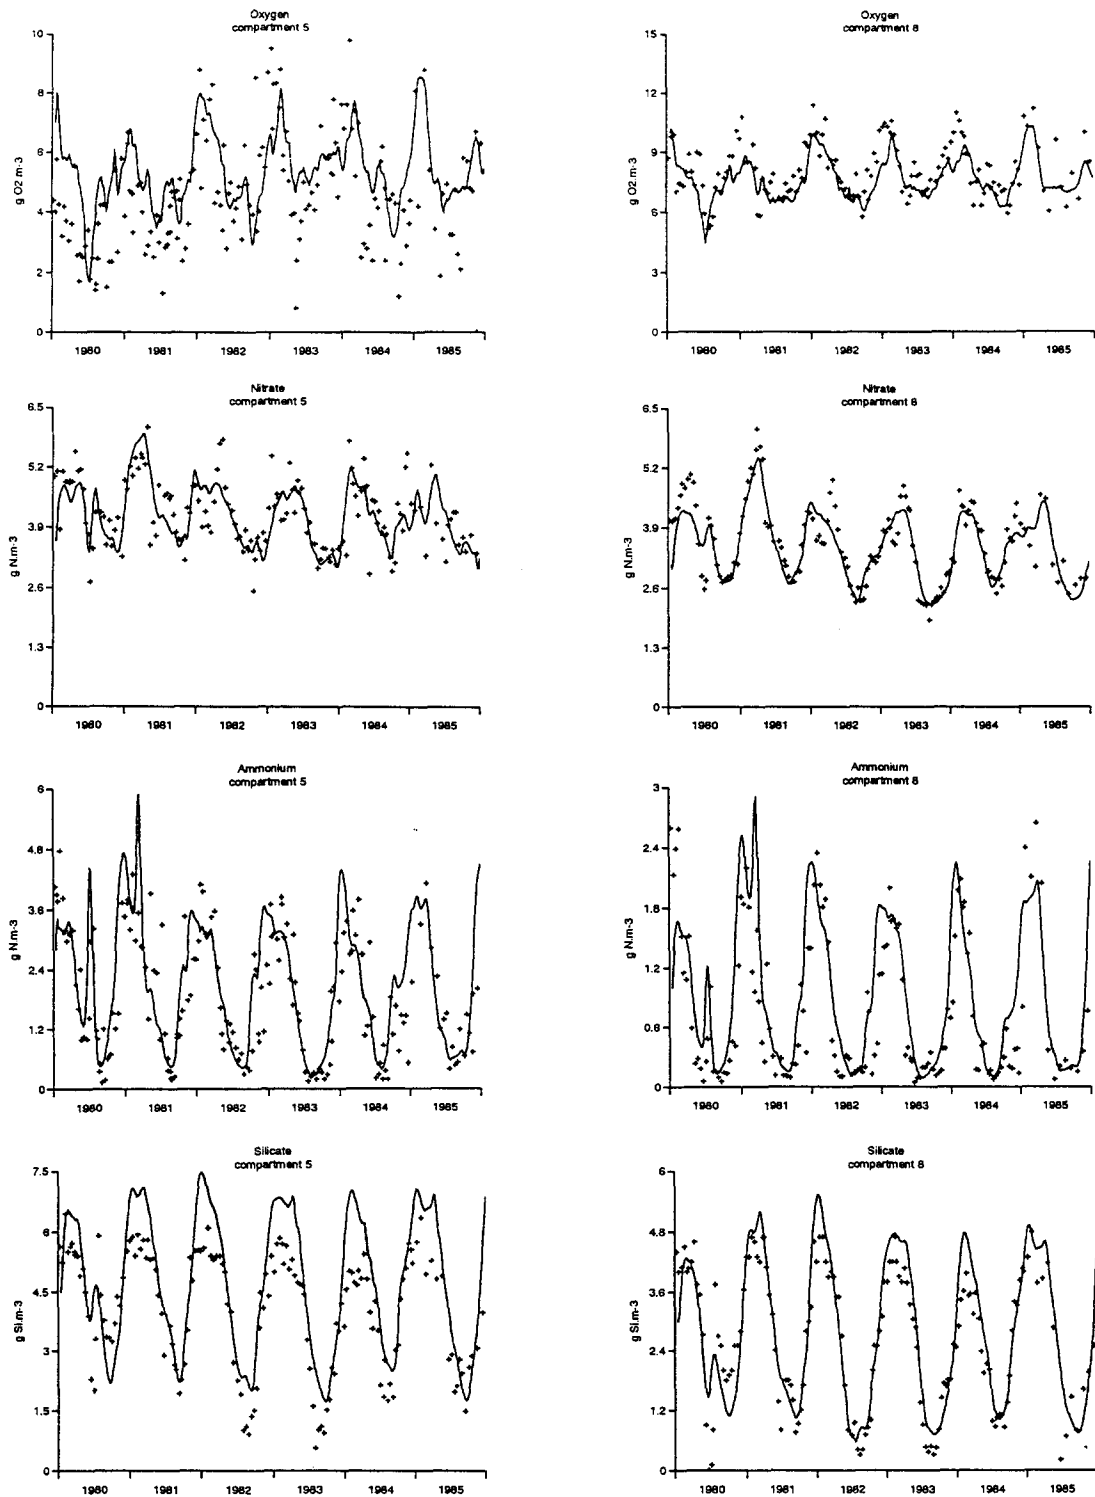 Oxygen
compartment 5
10
8
6
4
2
0
g O2.m-3
1980 1981 1982 1983 1984 1985
Oxygen
compartment 8
15
12
9
6
3
0
g O2.m-3
1980 1981 1982 1983 1984 1985
Nitrate
compartment 5
6.5
5.2
3.9
2.6
1.3
0
g N.m-3
1980 1981 1982 1983 1984 1985
Nitrate
compartment 8
6.5
5.2
3.9
2.6
1.3
0
g N.m-3
1980 1981 1982 1983 1984 1985
Ammonium
compartment 5
6
4.8
3.6
2.4
1.2
0
g N.m-3
1980 1981 1982 1983 1984 1985
Ammonium
compartment 8
3
2.4
1.8
1.2
0.6
0
g N.m-3
1980 1981 1982 1983 1984 1985
Silicate
compartment 5
7.5
6
4.5
3
1.5
0
g Si.m-3
1980 1981 1982 1983 1984 1985
Silicate
compartment 8
6
4.8
3.6
2.4
1.2
0
g Si.m-3
1980 1981 1982 1983 1984 1985